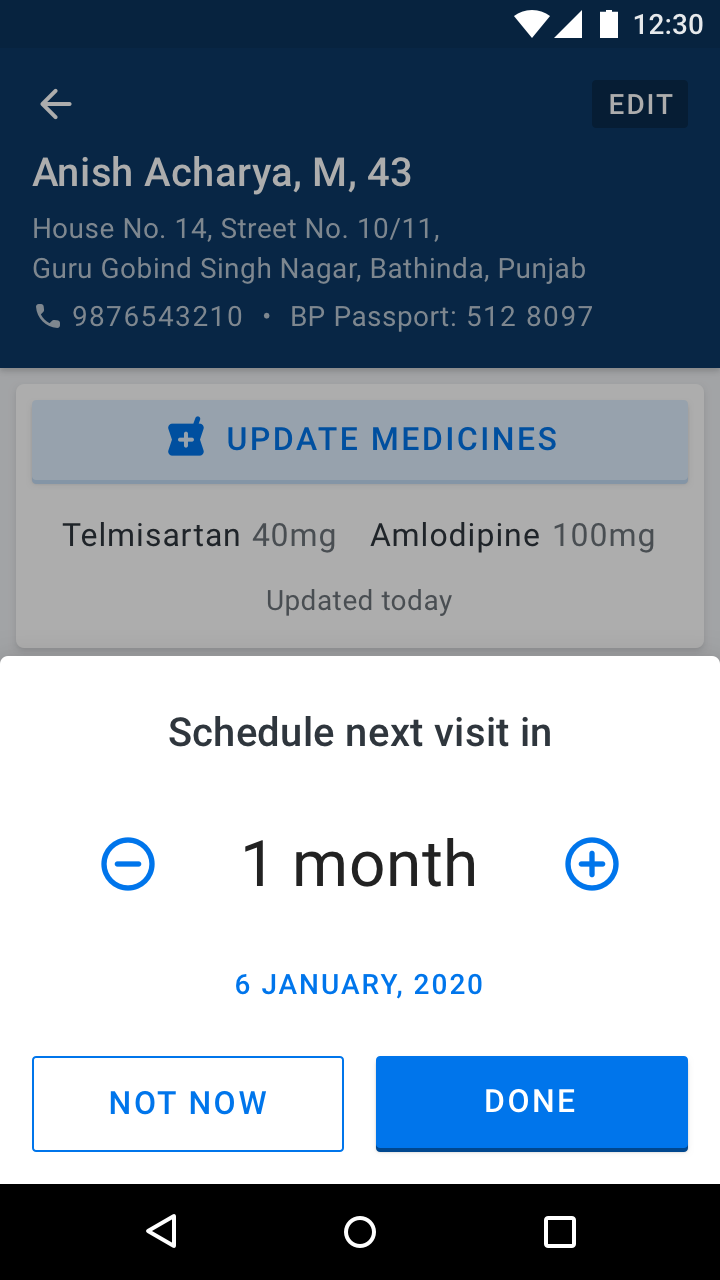 12:30
EDIT
Anish Acharya, M, 43
House No. 14, Street No. 10/11,
Guru Gobind Singh Nagar, Bathinda, Punjab
9876543210 • BP Passport: 512 8097
UPDATE MEDICINES
Telmisartan 40mg Amlodipine 100mg
Updated today
Schedule next visit in
1 month
6 JANUARY, 2020
NOT NOW DONE